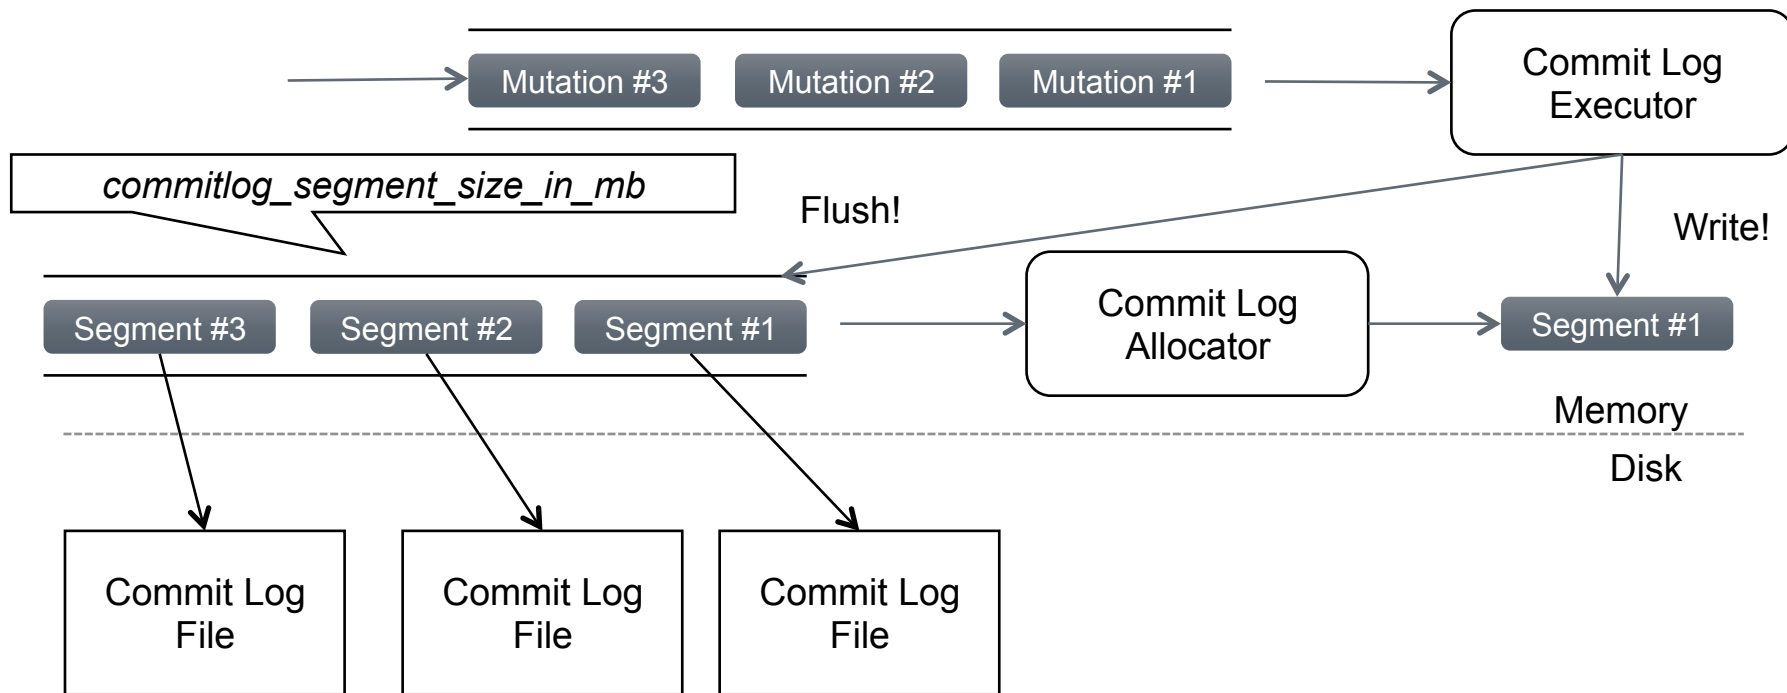 Mutation #3
Mutation #2
Mutation #1
Commit Log
Executor
commitlog_segment_size_in_mb
Flush!
Write!
Segment #3
Segment #2
Segment #1
Commit Log
Allocator
Segment #1
Memory
Disk
Commit Log
File
Commit Log
File
Commit Log
File